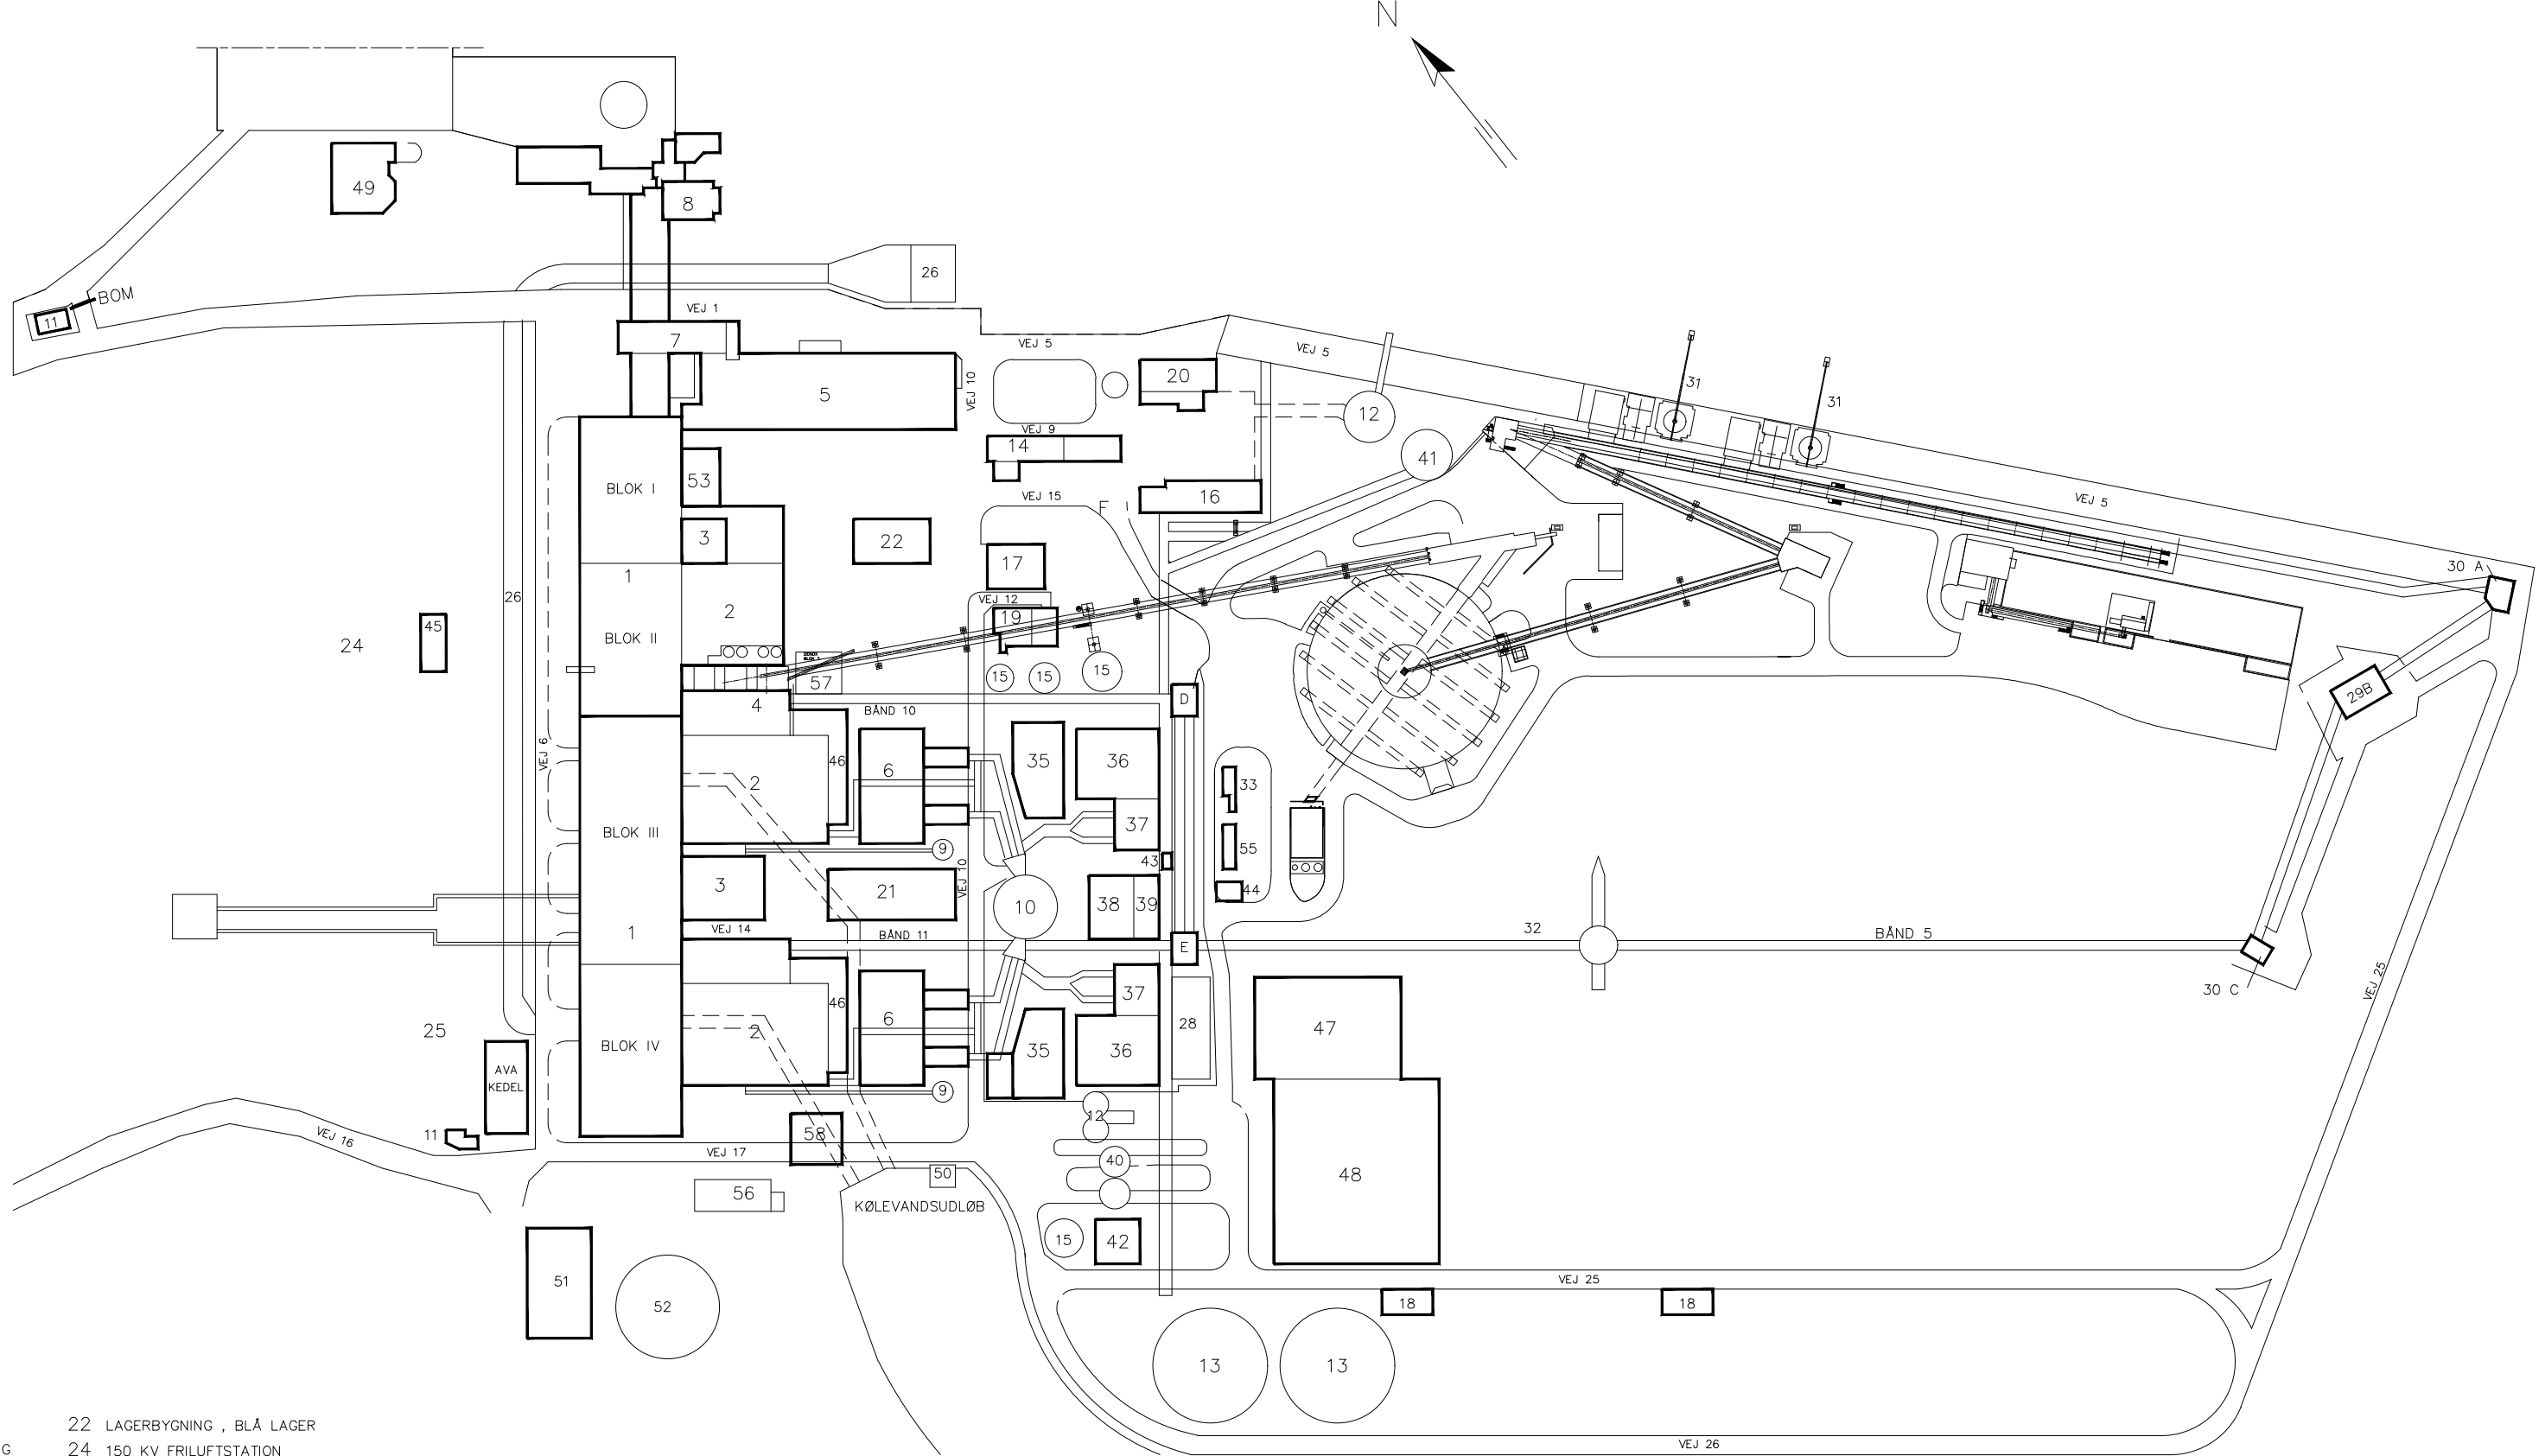 N
49
8
26
BOM
11
VEJ 1
7
VEJ 5
VEJ 5
31
31
5
VEJ 10
20
12
VEJ 9
14
41
BLOK I
53
16
VEJ 15
F
VEJ 5
3
22
17
30 A
1
26
VEJ 12
2
19
45
BLOK II
24
15
15
15
57
29B
4
D
BÅND 10
VEJ 6
46
6
35
36
2
33
37
BLOK III
9
43
55
3
21
VEJ 10
44
10
38
39
1
VEJ 14
BÅND 11
E
32
BÅND 5
VEJ 25
30 C
37
46
6
28
47
25
2
BLOK IV
35
36
AVA
KEDEL
9
12
11
VEJ 16
58
VEJ 17
40
50
48
56
KØLEVANDSUDLØB
15
42
51
52
VEJ 25
18
18
13
13
22 LAGERBYGNING , BLÅ LAGER
G
24 150 KV FRILUFTSTATION
VEJ 26